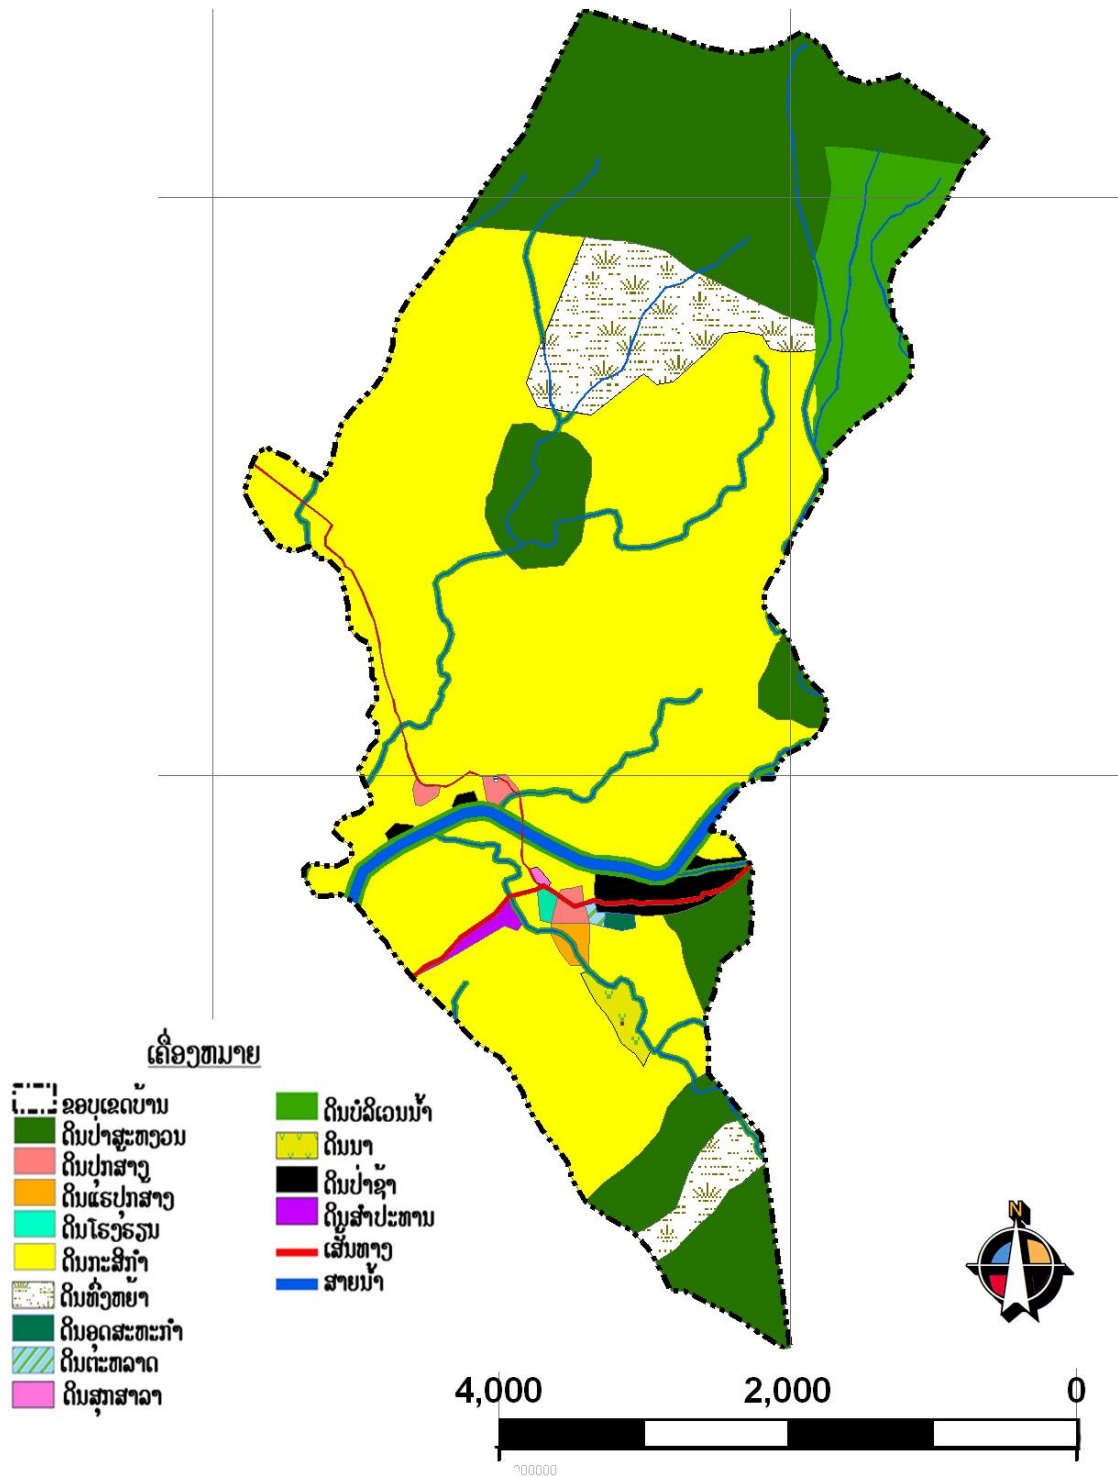 ເຄື່ອງຫມາຍ
ຂອບເຂດບ້ານ
ດິນປ່າສະຫງວນ
ດິນປຸກສ້າງ
ດິນແຮປຸກສ້າງ
ດິນໂຮງຮຽນ
ດິນກະສິກຳ
ດິນທົ່ງຫຍ້າ
ດິນອຸດສະຫະກຳ
ດິນຕະຫລາດ
ດິນສຸກສາລາ
ດິນບໍລິເວນນ້ຳ
ດິນນາ
ດິນປ່າຊ້າ
ດິນສຳປະທານ
ເສັ້ນທາງ
ສາຍນ້ຳ
N
4,000 2,000 0